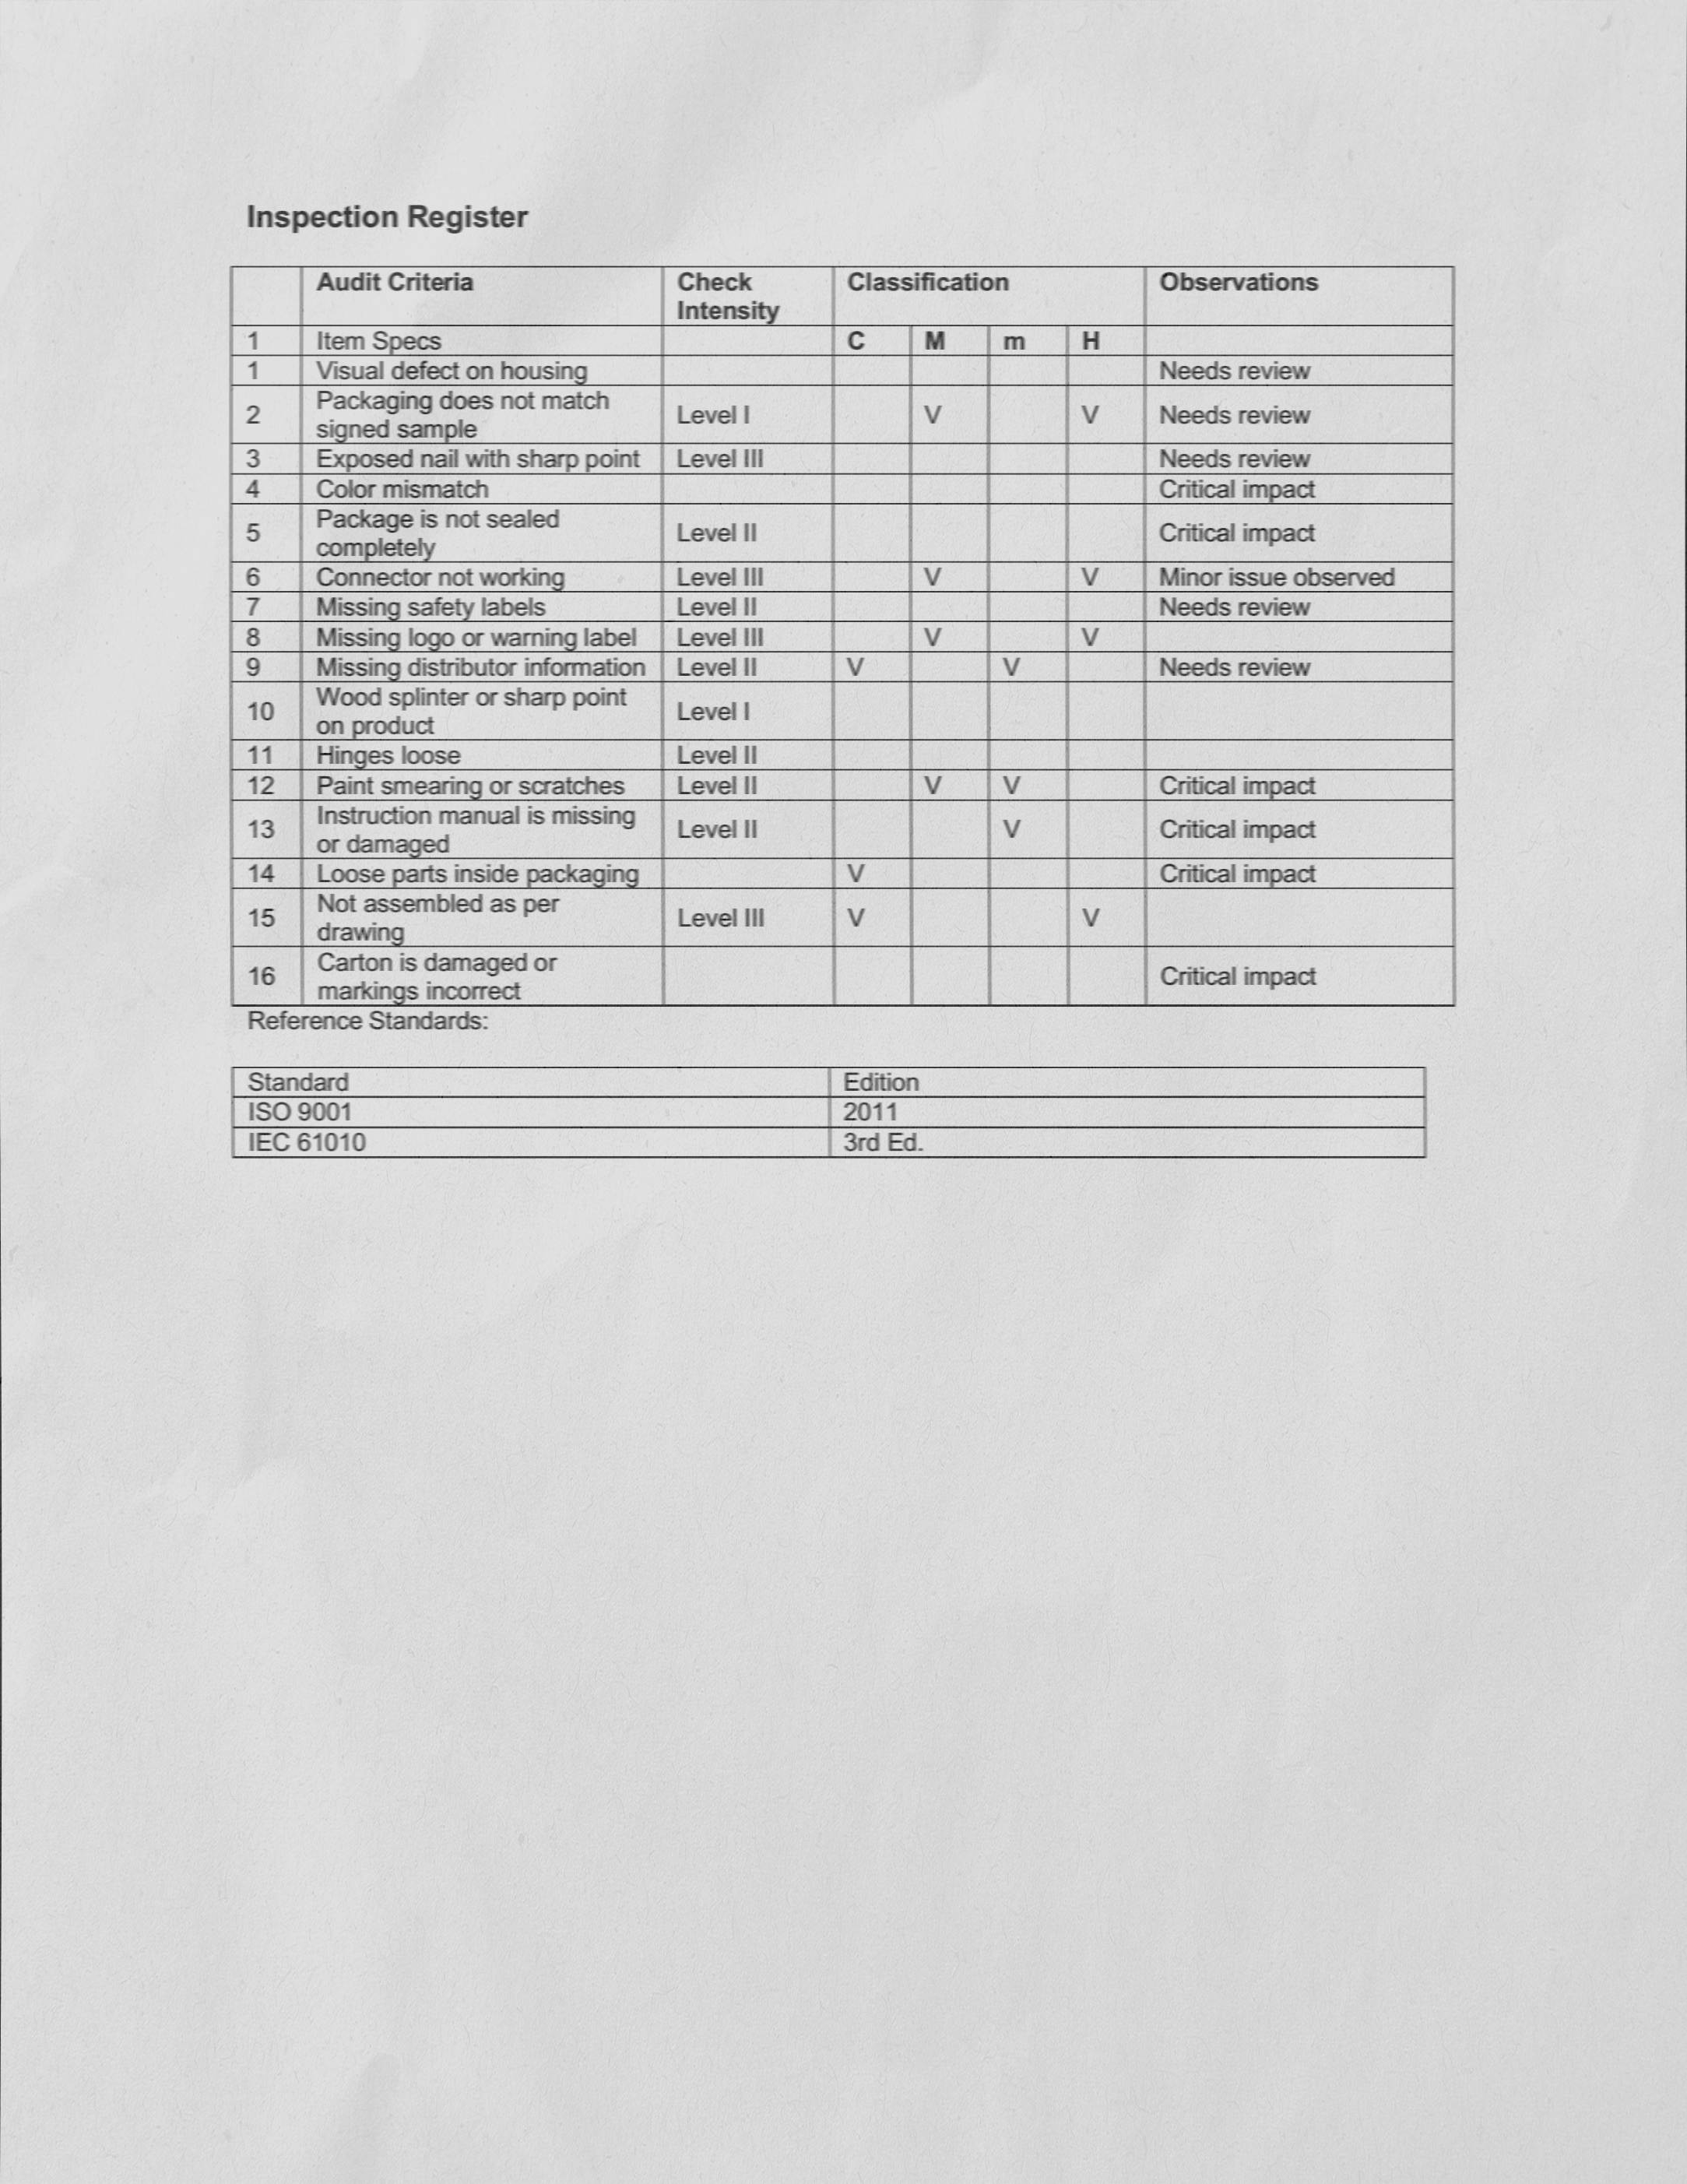 Inspection Register
Audit Criteria Check Classification Observations
Intensity
1 Item Specs C M m H
1 Visual defect on housing Needs review
2 Packaging does not match signed sample Level I V V Needs review
3 Exposed nail with sharp point Level III Needs review
4 Color mismatch Critical impact
5 Package is not sealed completely Level II Critical impact
6 Connector not working Level III V V Minor issue observed
7 Missing safety labels Level II Needs review
8 Missing logo or warning label Level III V V
9 Missing distributor information Level II V V Needs review
10 Wood splinter or sharp point on product Level I
11 Hinges loose Level II
12 Paint smearing or scratches Level II V V Critical impact
13 Instruction manual is missing or damaged Level II V Critical impact
14 Loose parts inside packaging V Critical impact
15 Not assembled as per drawing Level III V V
16 Carton is damaged or markings incorrect Critical impact
Reference Standards:
Standard Edition
ISO 9001 2011
IEC 61010 3rd Ed.